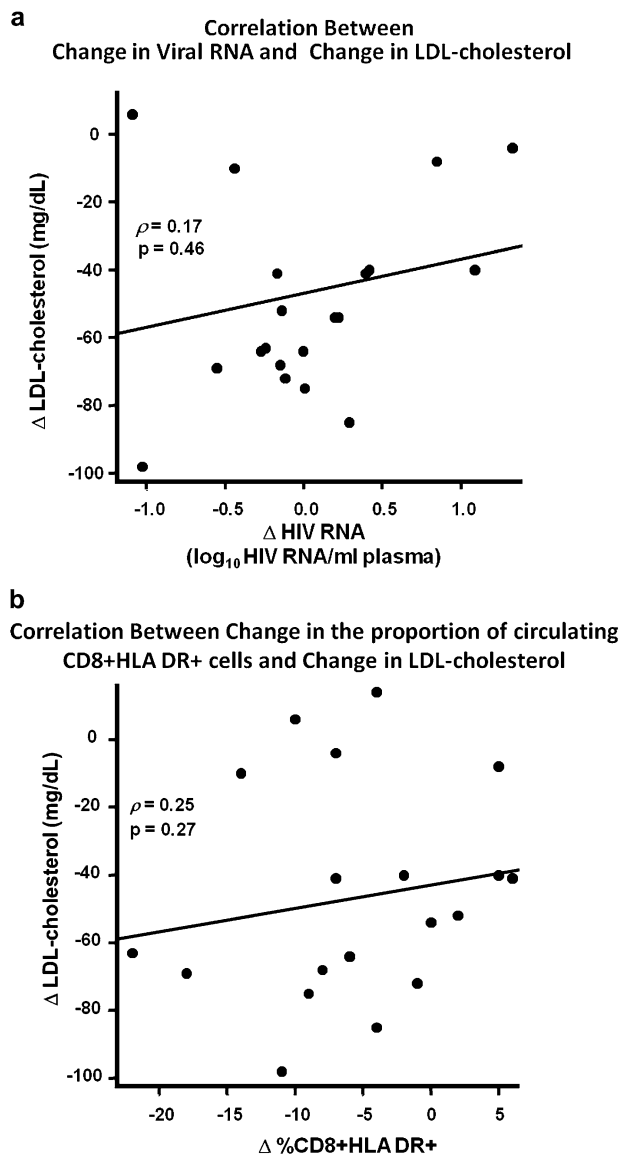 a
Correlation Between
Change in Viral RNA and Change in LDL-cholesterol
Δ LDL-cholesterol (mg/dL)
0
-20
-40
-60
-80
-100
ρ = 0.17
p = 0.46
-1.0 -0.5 0.0 0.5 1.0
Δ HIV RNA
(log10 HIV RNA/ml plasma)
b
Correlation Between Change in the proportion of circulating
CD8+HLA DR+ cells and Change in LDL-cholesterol
Δ LDL-cholesterol (mg/dL)
0
-20
-40
-60
-80
-100
ρ = 0.25
p = 0.27
-20 -15 -10 -5 0 5
Δ %CD8+HLA DR+